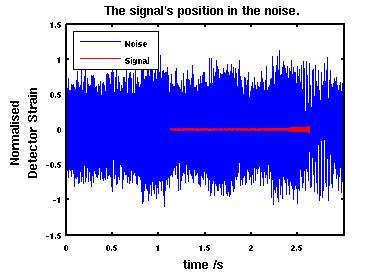 The signal's position in the noise.
Noise
Signal
1.5
1
0.5
0
-0.5
-1
-1.5
0
0.5
1
1.5
2
2.5
Normalised
Detector Strain
time /s